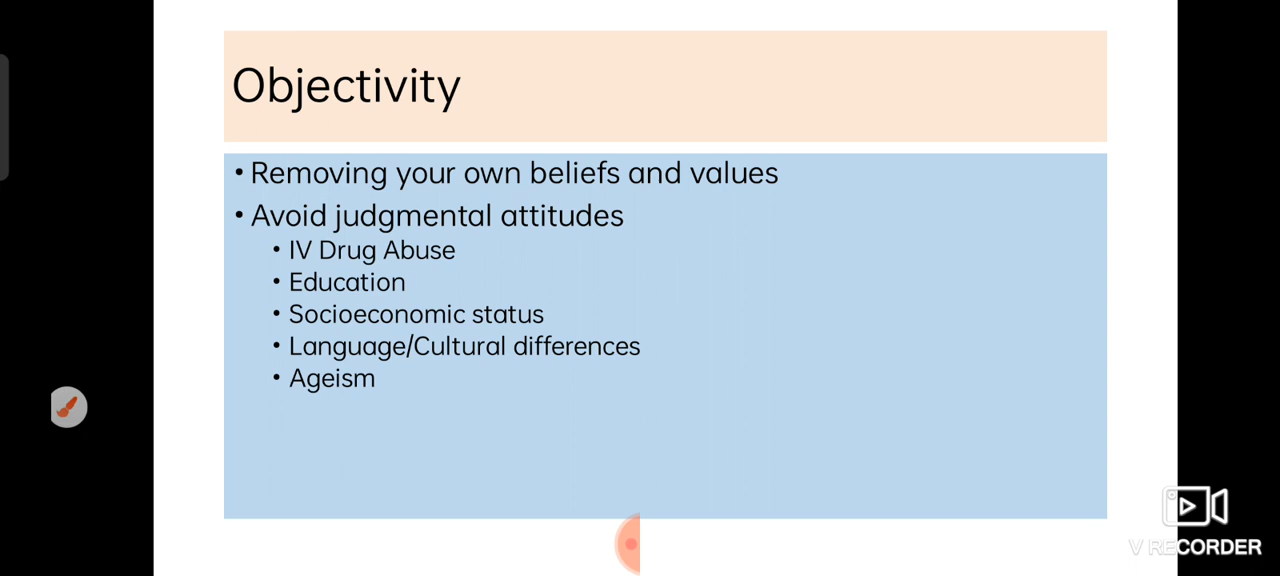 Objectivity
• Removing your own beliefs and values
• Avoid judgmental attitudes
• IV Drug Abuse
• Education
• Socioeconomic status
• Language/Cultural differences
• Ageism
V RECORDER